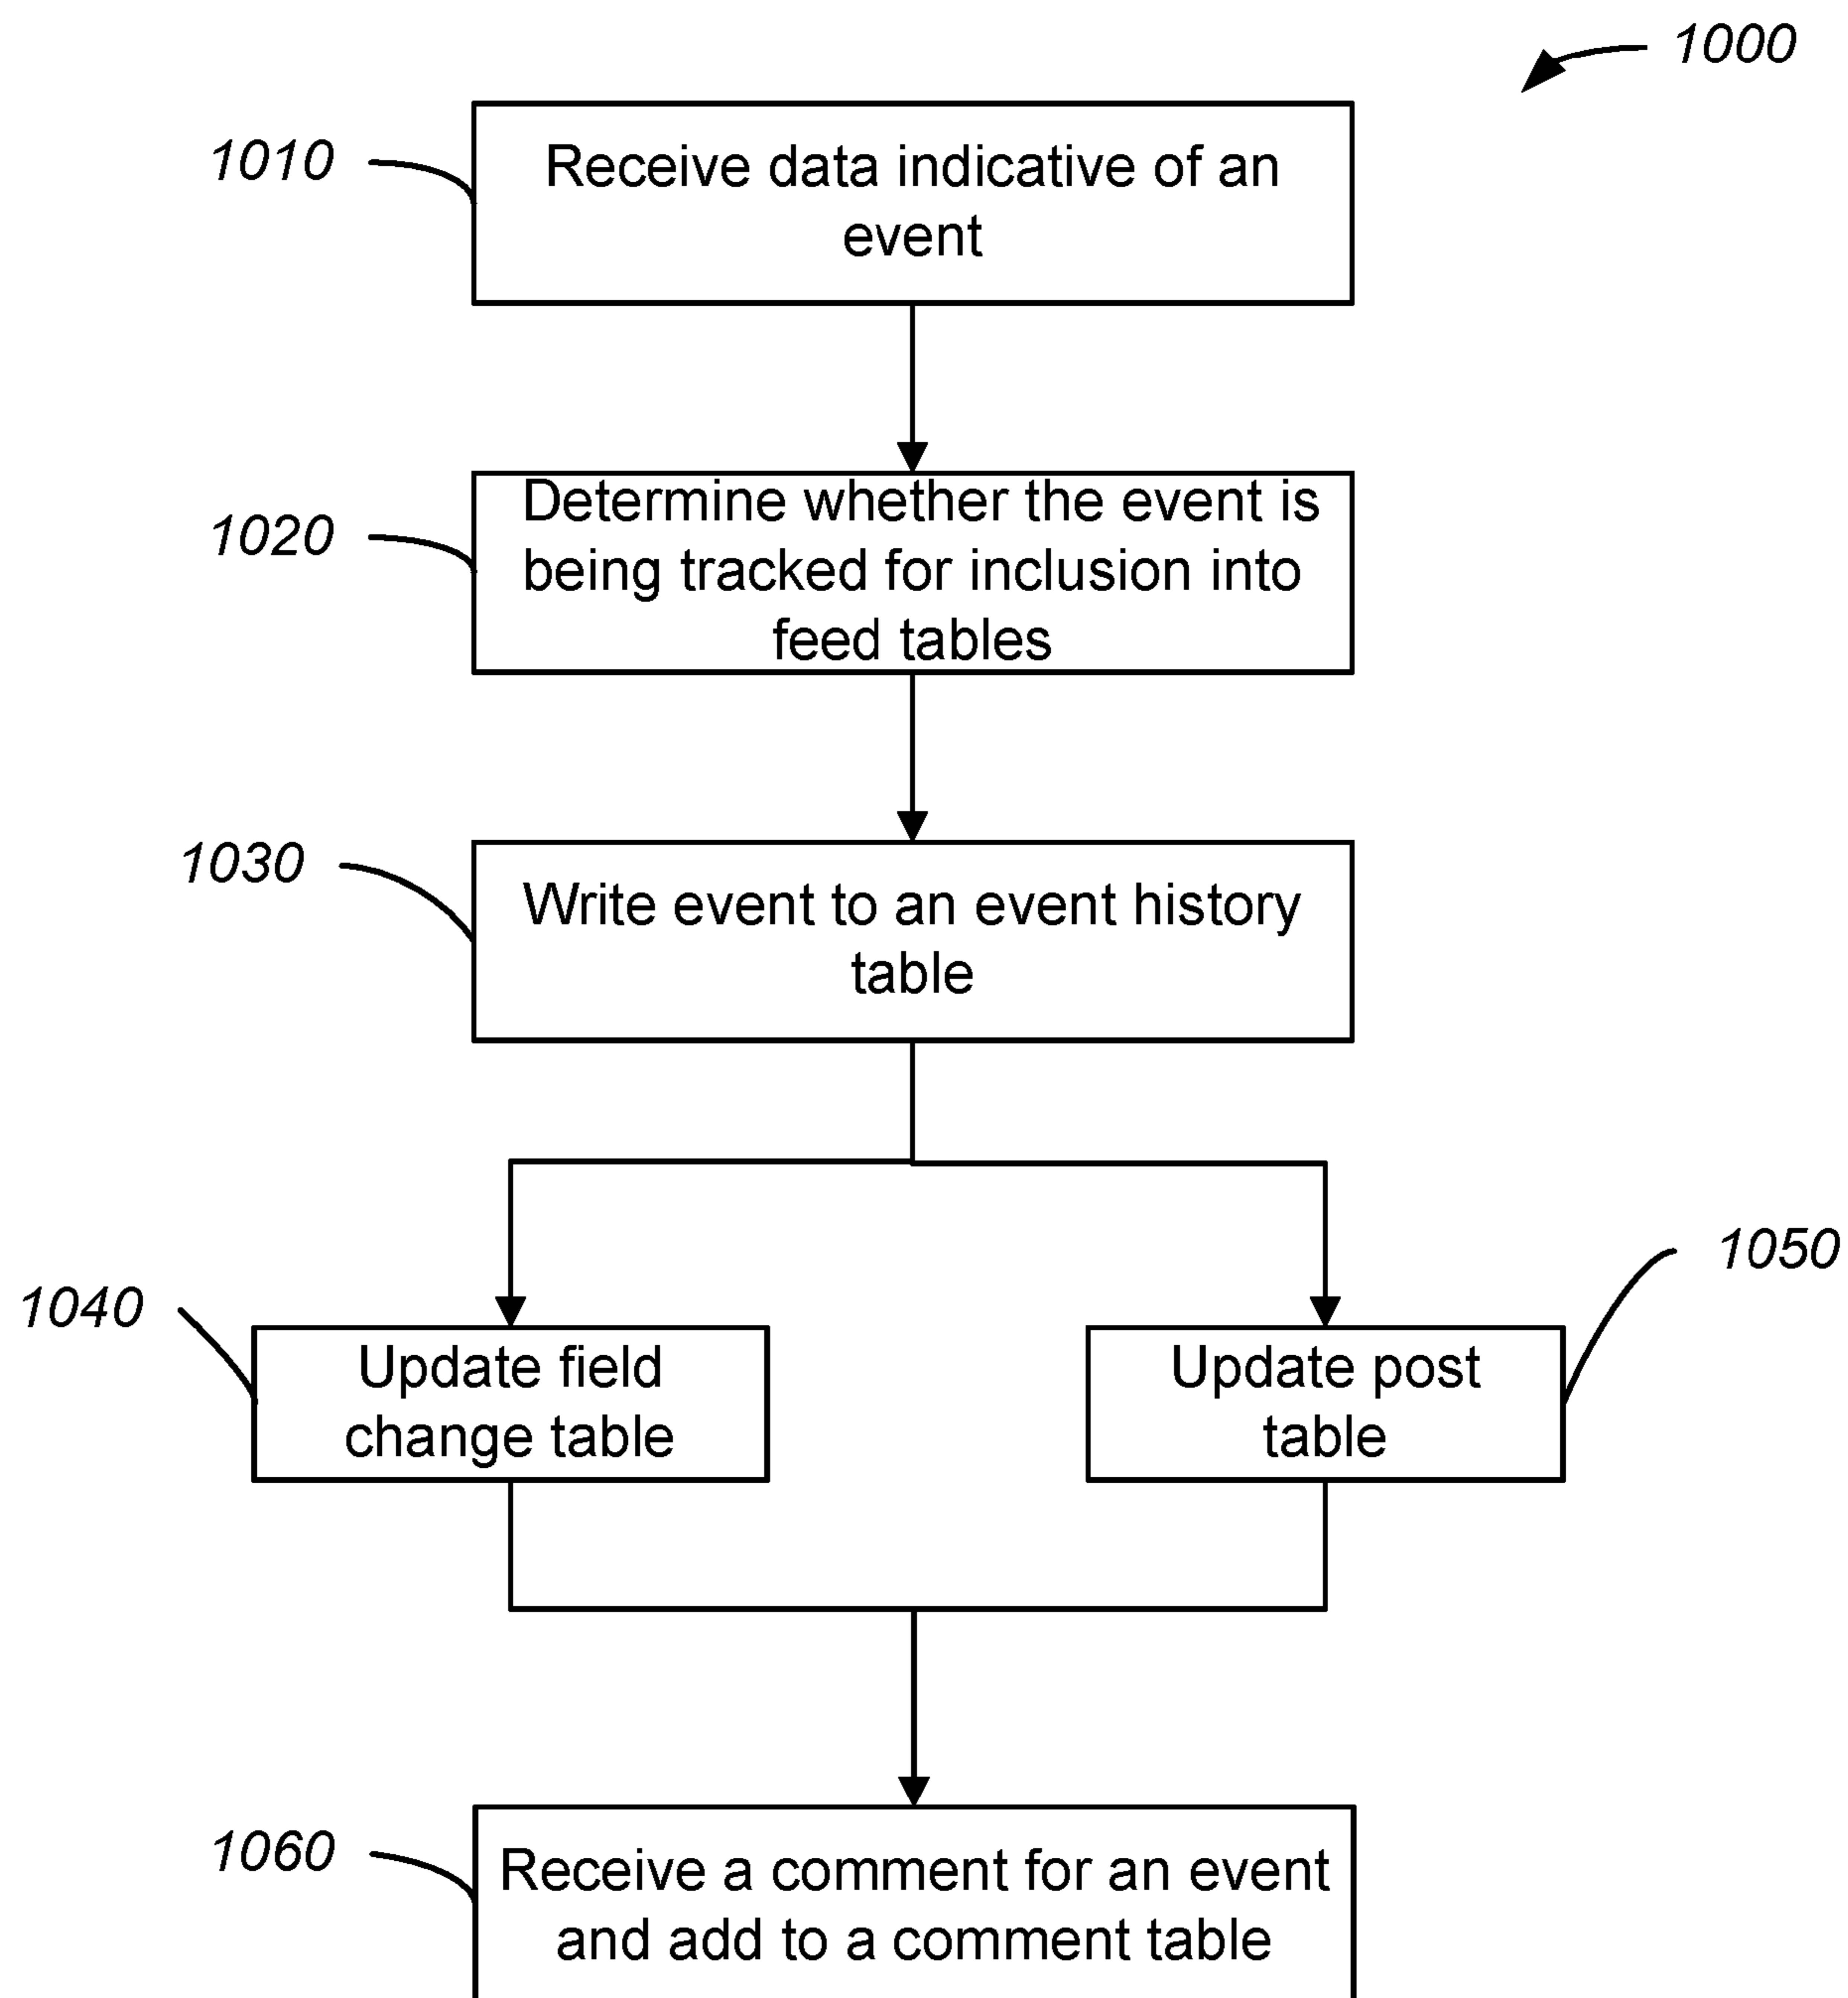 1000
1010
Receive data indicative of an
event
1020
Determine whether the event is
being tracked for inclusion into
feed tables
1030
Write event to an event history
table
1040
Update field
change table
1050
Update post
table
1060
Receive a comment for an event
and add to a comment table